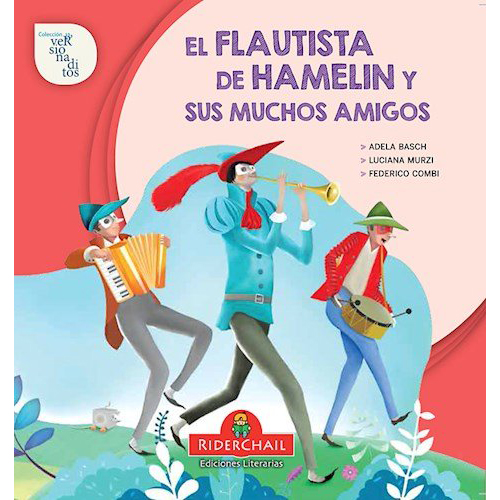 Colección
veR
sio
na
di
tos
EL FLAUTISTA
DE HAMELIN Y
SUS MUCHOS AMIGOS
> ADELA BASCH
> LUCIANA MURZI
> FEDERICO COMBI
RIDERCHAIL
Ediciones Literarias